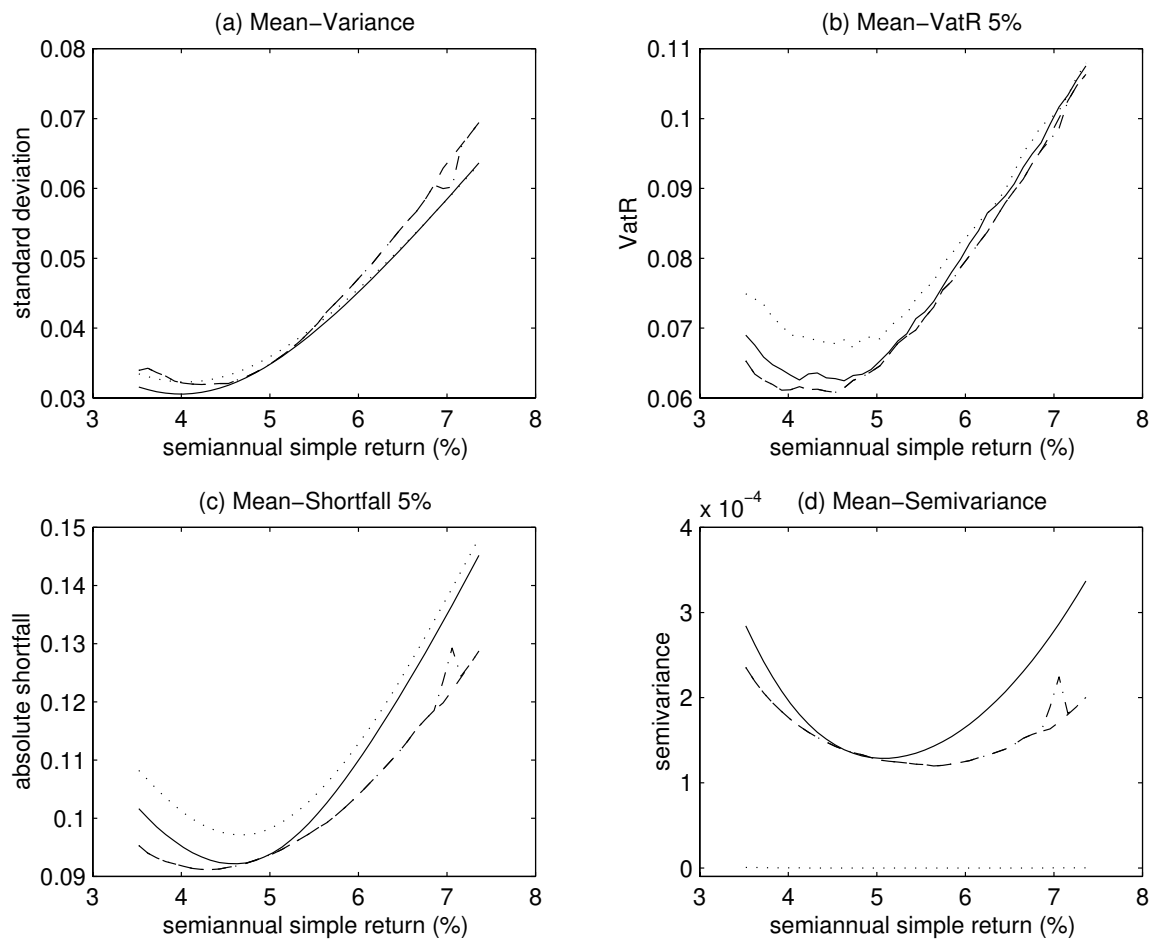 (a) Mean−Variance
0.08
0.07
0.06
0.05
0.04
0.03
standard deviation
3 4 5 6 7 8
semiannual simple return (%)
(b) Mean−VatR 5%
0.11
0.1
0.09
0.08
0.07
0.06
VatR
3 4 5 6 7 8
semiannual simple return (%)
(c) Mean−Shortfall 5%
0.15
0.14
0.13
0.12
0.11
0.1
0.09
absolute shortfall
3 4 5 6 7 8
semiannual simple return (%)
x 10−4
(d) Mean−Semivariance
4
3
2
1
0
semivariance
3 4 5 6 7 8
semiannual simple return (%)